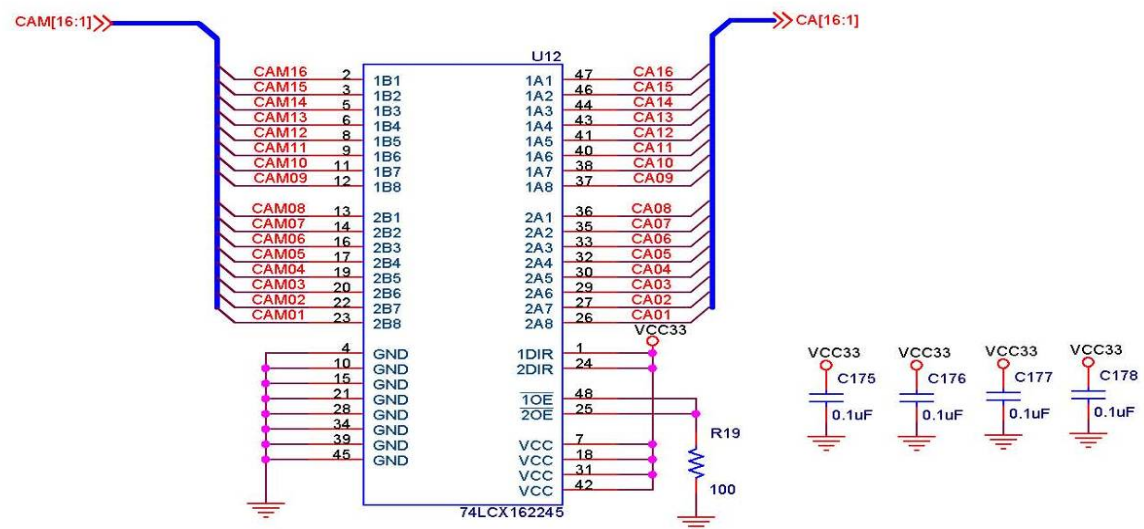 CAM[16:1] CA[16:1]
U12
CAM16 2 1B1 1A1 47 CA16
CAM15 3 1B2 1A2 46 CA15
CAM14 5 1B3 1A3 44 CA14
CAM13 6 1B4 1A4 43 CA13
CAM12 8 1B5 1A5 41 CA12
CAM11 9 1B6 1A6 40 CA11
CAM10 11 1B7 1A7 38 CA10
CAM09 12 1B8 1A8 37 CA09
CAM08 13 2B1 2A1 36 CA08
CAM07 14 2B2 2A2 35 CA07
CAM06 16 2B3 2A3 33 CA06
CAM05 17 2B4 2A4 32 CA05
CAM04 19 2B5 2A5 30 CA04
CAM03 20 2B6 2A6 29 CA03
CAM02 22 2B7 2A7 27 CA02
CAM01 23 2B8 2A8 26 CA01
VCC33
4 GND 1DIR 1
10 GND 2DIR 24
15 GND
21 GND 1OE 48
28 GND 2OE 25
34 GND
39 GND VCC 7
45 GND VCC 18
VCC 31
VCC 42
R19
100
74LCX162245
VCC33 VCC33 VCC33 VCC33
C175 C176 C177 C178
0.1uF 0.1uF 0.1uF 0.1uF